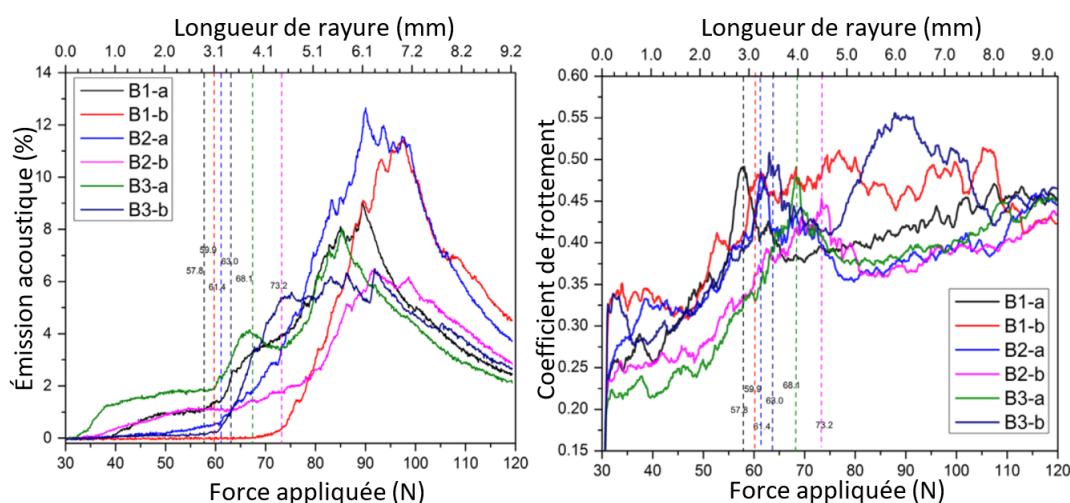 Longueur de rayure (mm)
0.0 1.0 2.0 3.1 4.1 5.1 6.1 7.2 8.2 9.2
14
12
10
8
6
4
2
0
Émission acoustique (%)
B1-a
B1-b
B2-a
B2-b
B3-a
B3-b
59.9
57.8
63.0
61.4
68.1
73.2
30 40 50 60 70 80 90 100 110 120
Force appliquée (N)
Longueur de rayure (mm)
0.0 1.0 2.0 3.0 4.0 5.0 6.0 7.0 8.0 9.3
0.60
0.55
0.50
0.45
0.40
0.35
0.30
0.25
0.20
0.15
Coefficient de frottement
68.1
59.9
63.0
57.8
61.4
73.2
B1-a
B1-b
B2-a
B2-b
B3-a
B3-b
30 40 50 60 70 80 90 100 110 120
Force appliquée (N)